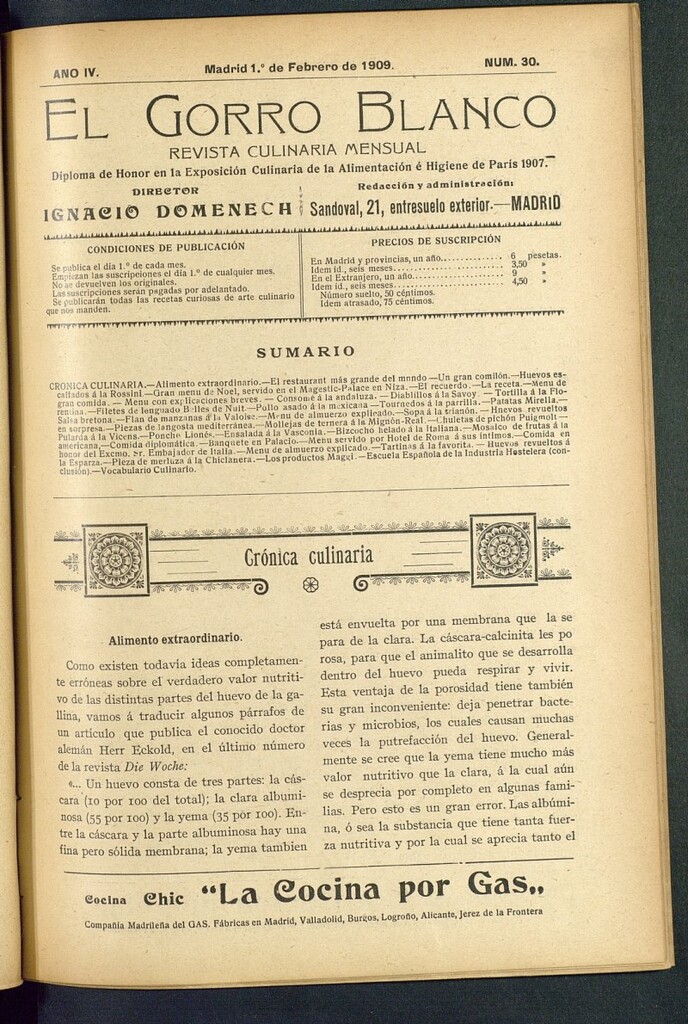 AÑO IV.
Madrid 1.º de Febrero de 1909.
NUM. 30.
EL GORRO BLANCO
REVISTA CULINARIA MENSUAL
Diploma de Honor en la Exposición Culinaria de la Alimentación é Higiene de París 1907.
DIRECTOR
IGNACIO DOMENECH
Redacción y administración:
Sandoval, 21, entresuelo exterior.—MADRID
CONDICIONES DE PUBLICACIÓN
Se publica el día 1.º de cada mes.
Empiezan las suscripciones el día 1.º de cualquier mes.
No se devuelven los originales.
Las suscripciones serán pagadas por adelantado.
Se publicarán todas las recetas curiosas de arte culinario
que nos manden.
PRECIOS DE SUSCRIPCIÓN
En Madrid y provincias, un año.............. 6 pesetas.
Idem id., seis meses........................ 3,50 »
En el Extranjero, un año.................... 9 »
Idem id., seis meses........................ 4,50 »
Número suelto, 50 céntimos.
Idem atrasado, 75 céntimos.
SUMARIO
CRONICA CULINARIA.—Alimento extraordinario.—El restaurant más grande del mundo—Un gran comilón.—Huevos es-
calfados á la Rossini.—Gran menu de Noel, servido en el Magestic-Palace en Niza.—El recuerdo.—La receta.—Menu de
gran comida. — Menu con explicaciones breves. — Consomé á la andaluza. — Diablillos á la Savoy. — Tortilla á la Flo-
rentina. —Filetes de lenguado Belles de Nuit.—Pollo asado á la mexicana —Tournedos á la parrilla. —Patatas Mirella.—
Salsa bretona.—Flan de manzanas á la Valoise.—Menu de almuerzo explicado.—Sopa á la trianón. —Huevos revueltos
en sorpresa.—Piezas de langosta mediterránea.—Mollejas de ternera á la Mignón-Real.—Chuletas de pichón Puigmolt—
Pularda á la Vicens.—Ponche Lionés.—Ensalada á la Vasconia.—Bizcocho helado á la Italiana.—Mosaico de frutas á la
americana.—Comida diplomática.—Banquete en Palacio.—Menu servido por Hotel de Roma á sus íntimos.—Comida en
honor del Excmo. Sr. Embajador de Italia.—Menu de almuerzo explicado.—Tartinas á la favorita. — Huevos revueltos á
la Esparza.—Pieza de merluza á la Chiclanera.—Los productos Maggi.—Escuela Española de la Industria Hostelera (con-
clusión).—Vocabulario Culinario.
Crónica culinaria
Alimento extraordinario.
Como existen todavía ideas completamen-
te erróneas sobre el verdadero valor nutriti-
vo de las distintas partes del huevo de la ga-
llina, vamos á traducir algunos párrafos de
un artículo que publica el conocido doctor
alemán Herr Eckold, en el último número
de la revista Die Woche:
«... Un huevo consta de tres partes: la cás-
cara (10 por 100 del total); la clara albumi-
nosa (55 por 100) y la yema (35 por 100). En-
tre la cáscara y la parte albuminosa hay una
fina pero sólida membrana; la yema tambien
está envuelta por una membrana que la se
para de la clara. La cáscara-calcinita les po
rosa, para que el animalito que se desarrolla
dentro del huevo pueda respirar y vivir.
Esta ventaja de la porosidad tiene también
su gran inconveniente: deja penetrar bacte-
rias y microbios, los cuales causan muchas
veces la putrefacción del huevo. General-
mente se cree que la yema tiene mucho más
valor nutritivo que la clara, á la cual aún
se desprecia por completo en algunas fami-
lias. Pero esto es un gran error. Las albúmi-
na, ó sea la substancia que tiene tanta fuer-
za nutritiva y por la cual se aprecia tanto el
Cocina Chic “La Cocina por Gas„
Compañía Madrileña del GAS. Fábricas en Madrid, Valladolid, Burgos, Logroño, Alicante, Jerez de la Frontera